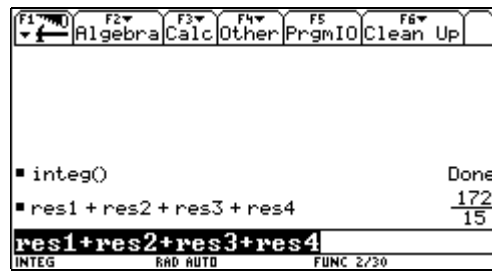 F1 F2 Algebra F3 Calc F4 Other F5 PrgmIO F6 Clean Up
integ() Done
res1 + res2 + res3 + res4 172/15
res1+res2+res3+res4
INTEG RAD AUTO FUNC 2/30